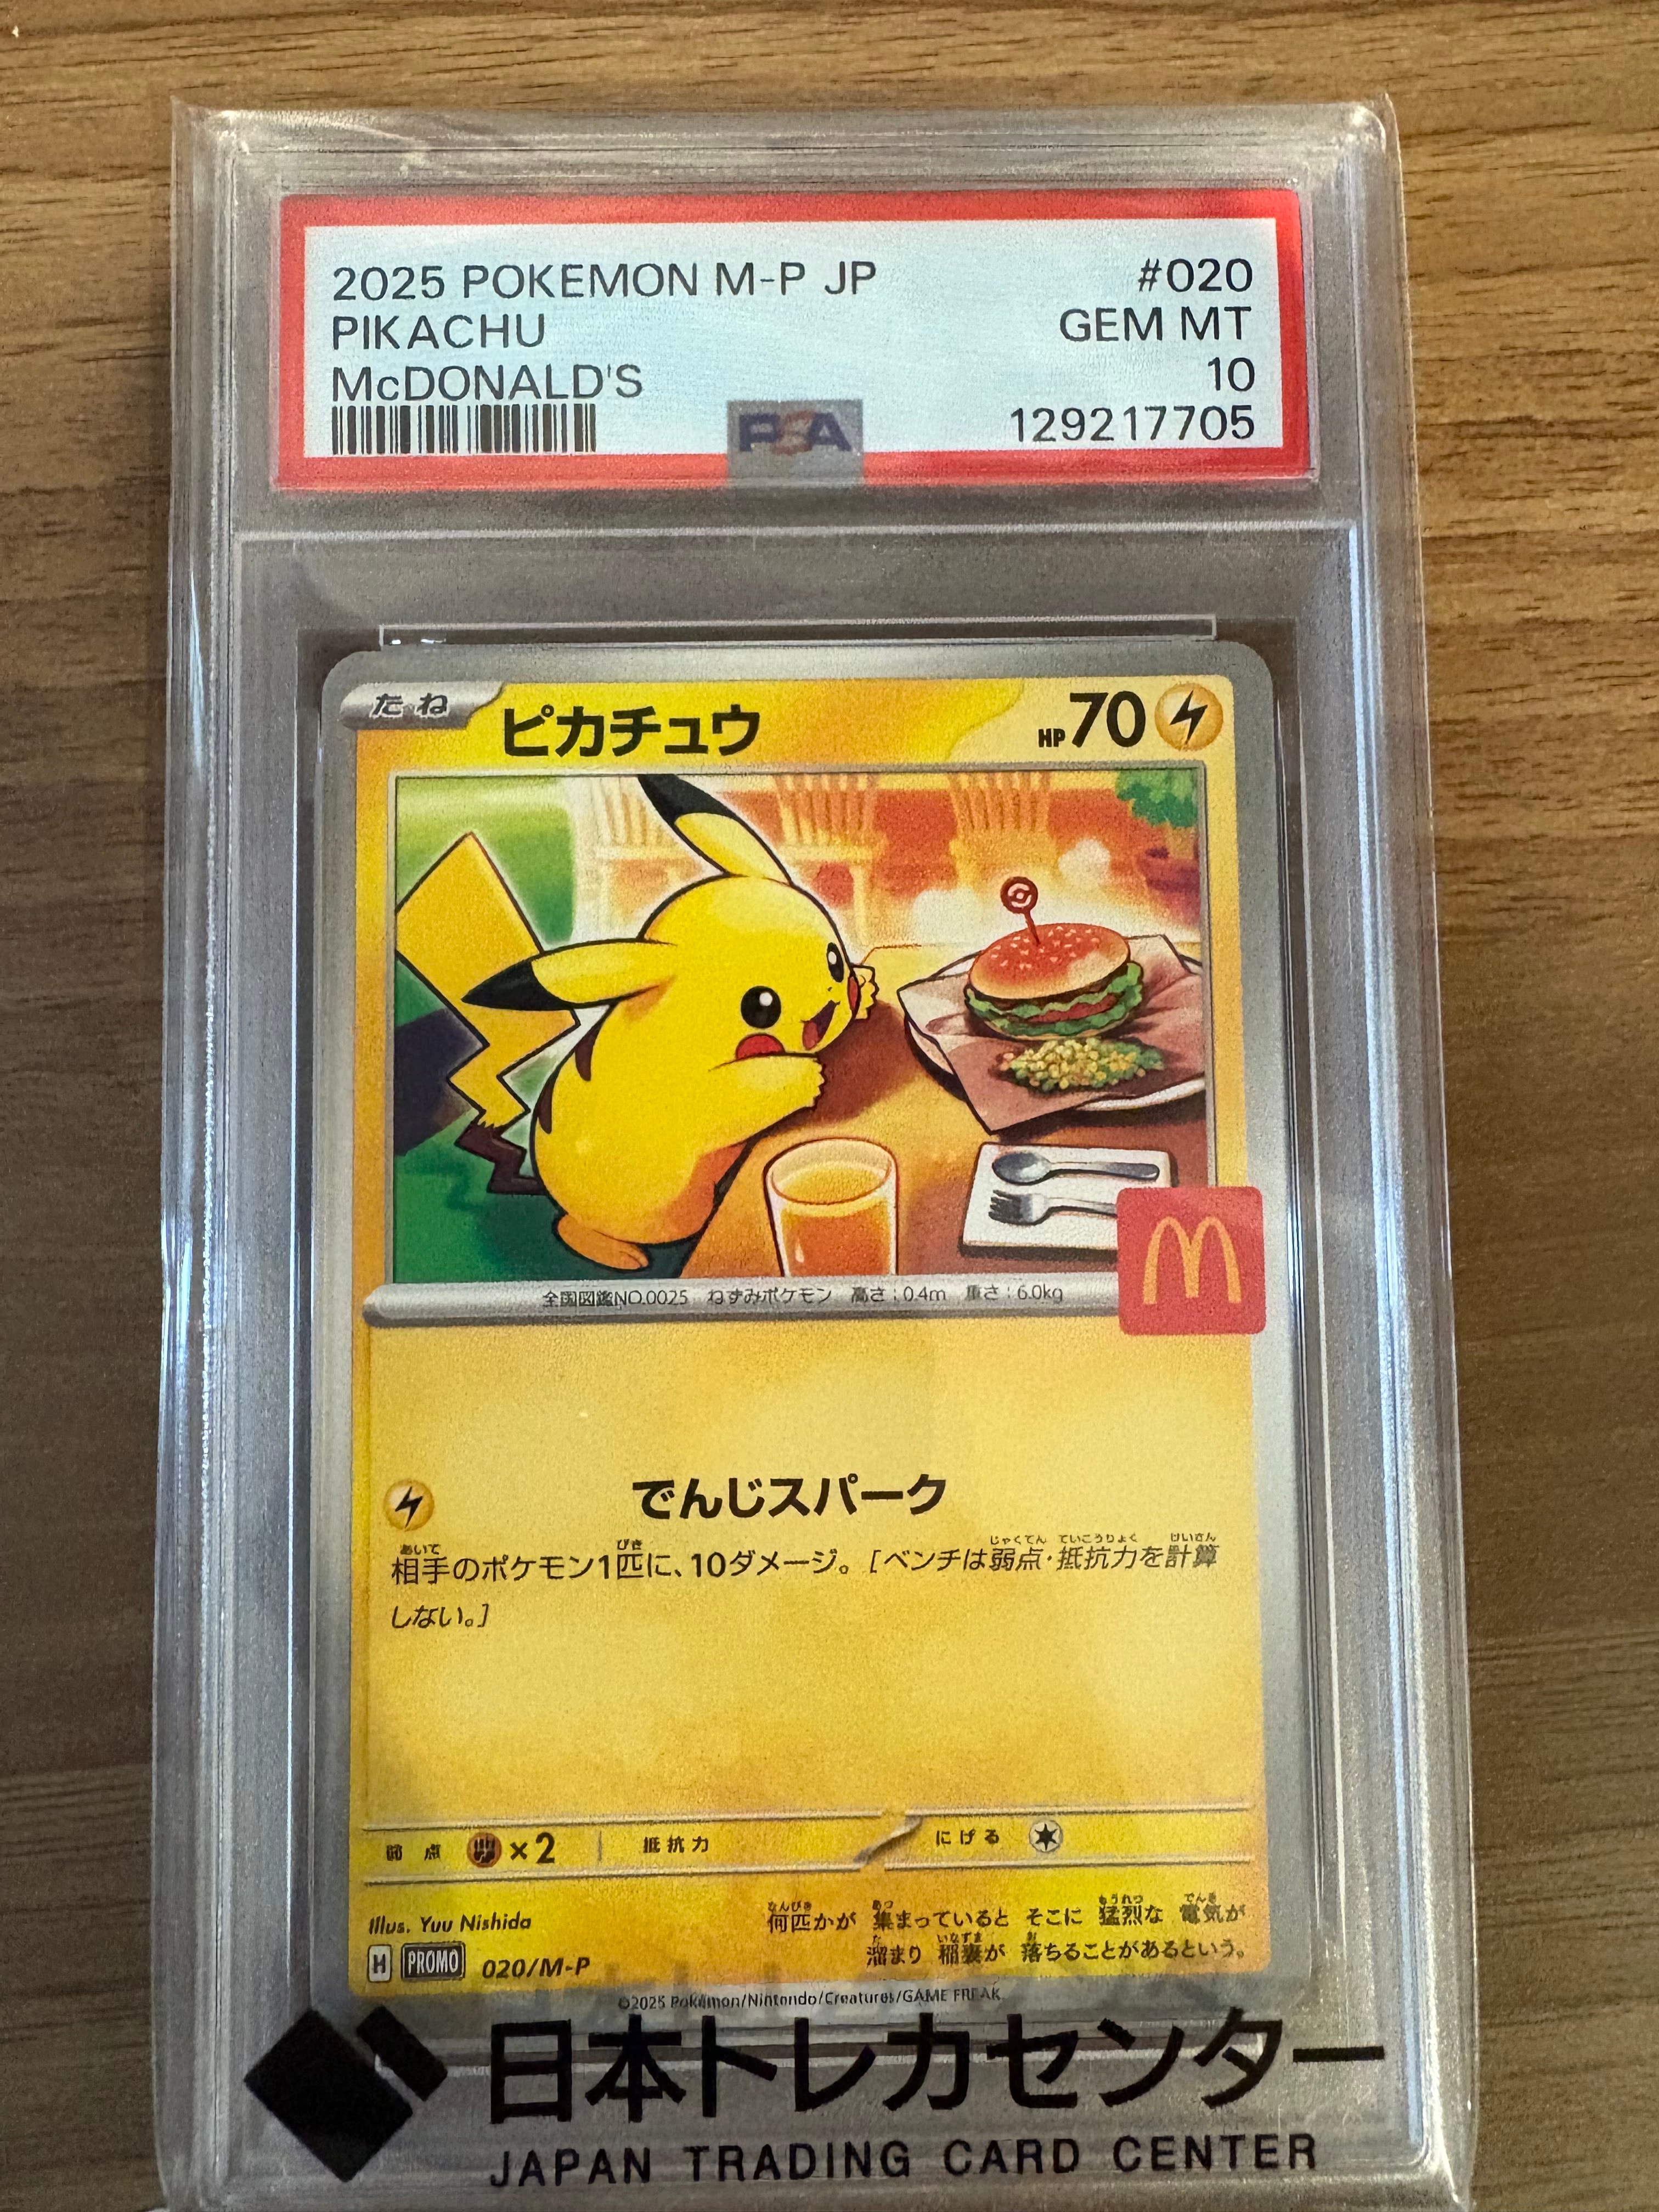 2025 POKEMON M-P JP #020
PIKACHU GEM MT
McDONALD'S 10
PSA 129217705
たね ピカチュウ HP70
全国図鑑NO.0025 ねずみポケモン 高さ:0.4m 重さ:6.0kg
M
でんじスパーク
相手のポケモン1匹に、10ダメージ。[ベンチは弱点・抵抗力を計算
しない。]
弱点 ×2 抵抗力 にげる
Illus. Yuu Nishida
H PROMO 020/M-P
何匹かが 集まっていると そこに 猛烈な 電気が
溜まり 稲妻が 落ちることがあるという。
©2025 Pokémon/Nintendo/Creatures/GAME FREAK
日本トレカセンター
JAPAN TRADING CARD CENTER